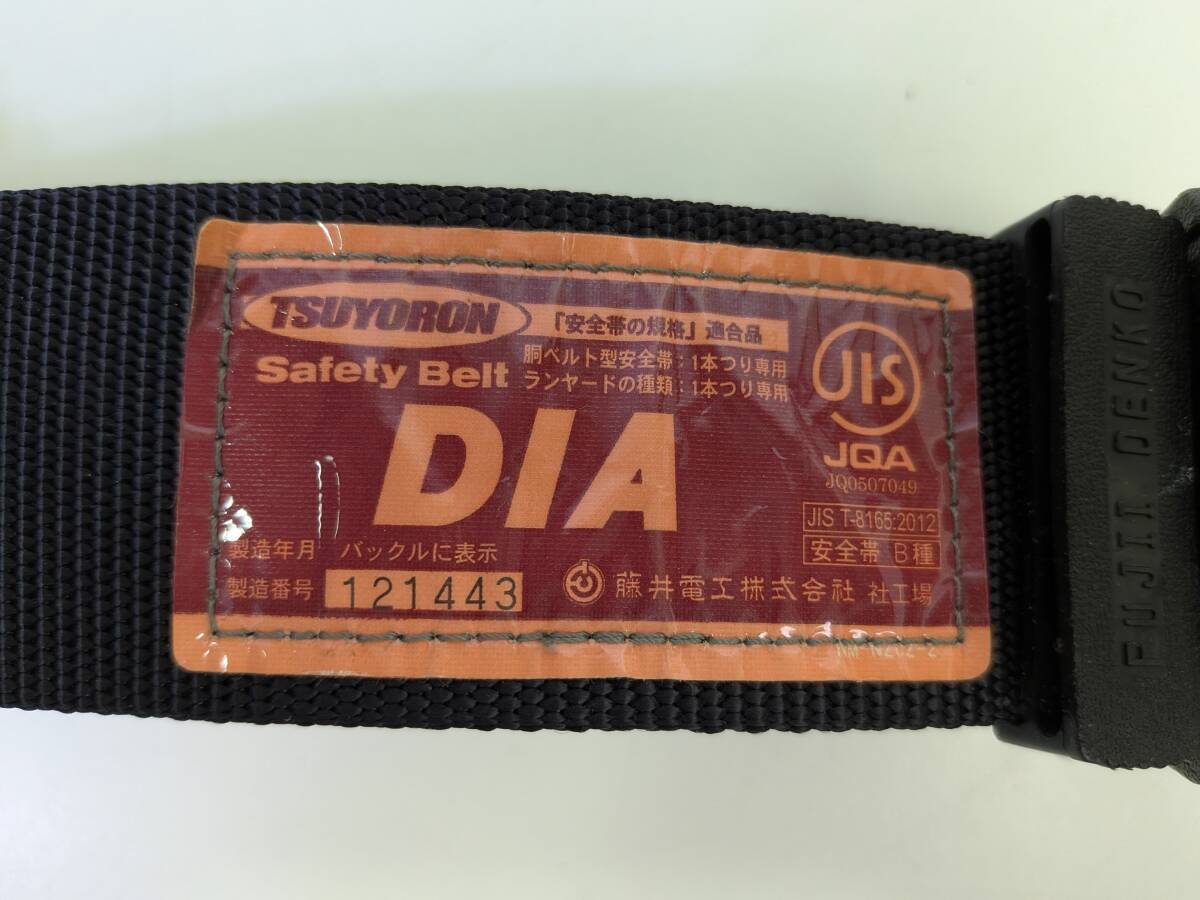 TSUYORON
「安全帯の規格」適合品
Safety Belt
胴ベルト型安全帯：1本つり専用
ランヤードの種類：1本つり専用
DIA
JIS
JQA
JQ0507049
JIS T-8165:2012
安全帯 B種
製造年月 バックルに表示
製造番号 121443
藤井電工株式会社 社工場
NM-N202-2
FUJII DENKO